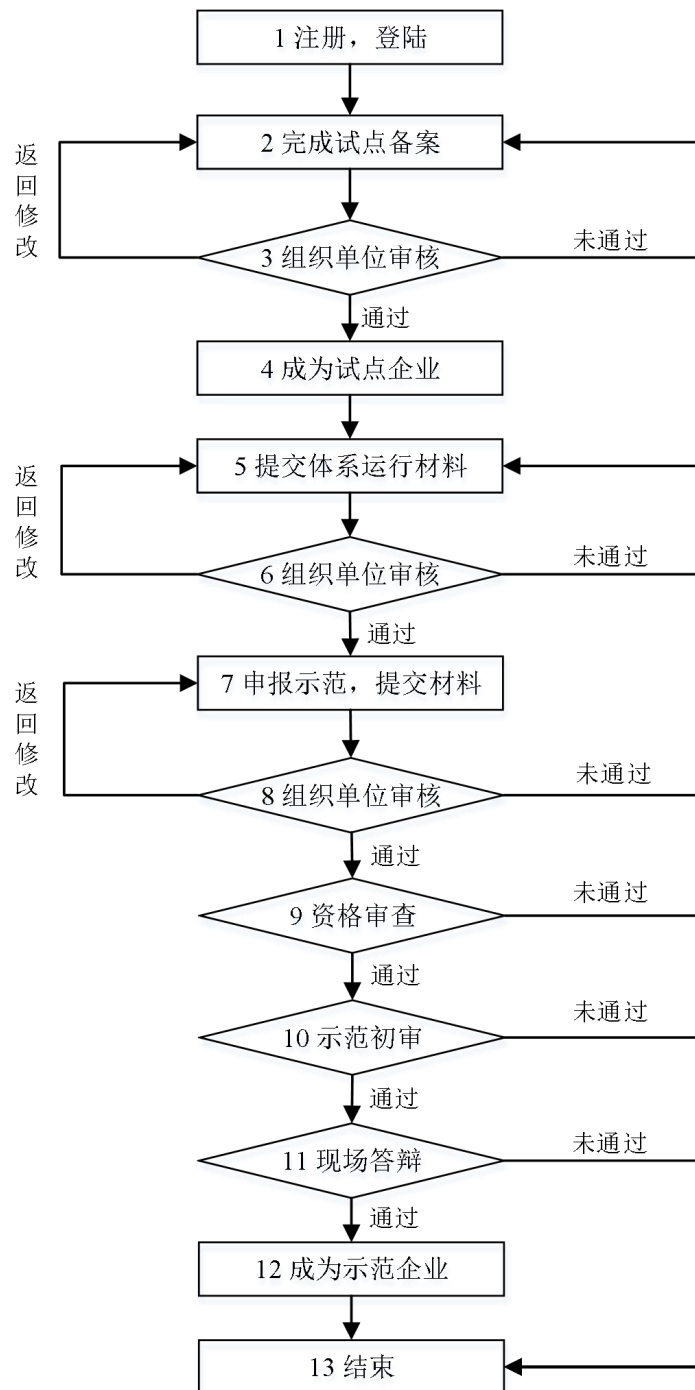 1 注册，登陆
2 完成试点备案
返回修改
3 组织单位审核
未通过
通过
4 成为试点企业
5 提交体系运行材料
返回修改
6 组织单位审核
未通过
通过
7 申报示范，提交材料
返回修改
8 组织单位审核
未通过
通过
9 资格审查
未通过
通过
10 示范初审
未通过
通过
11 现场答辩
未通过
通过
12 成为示范企业
13 结束